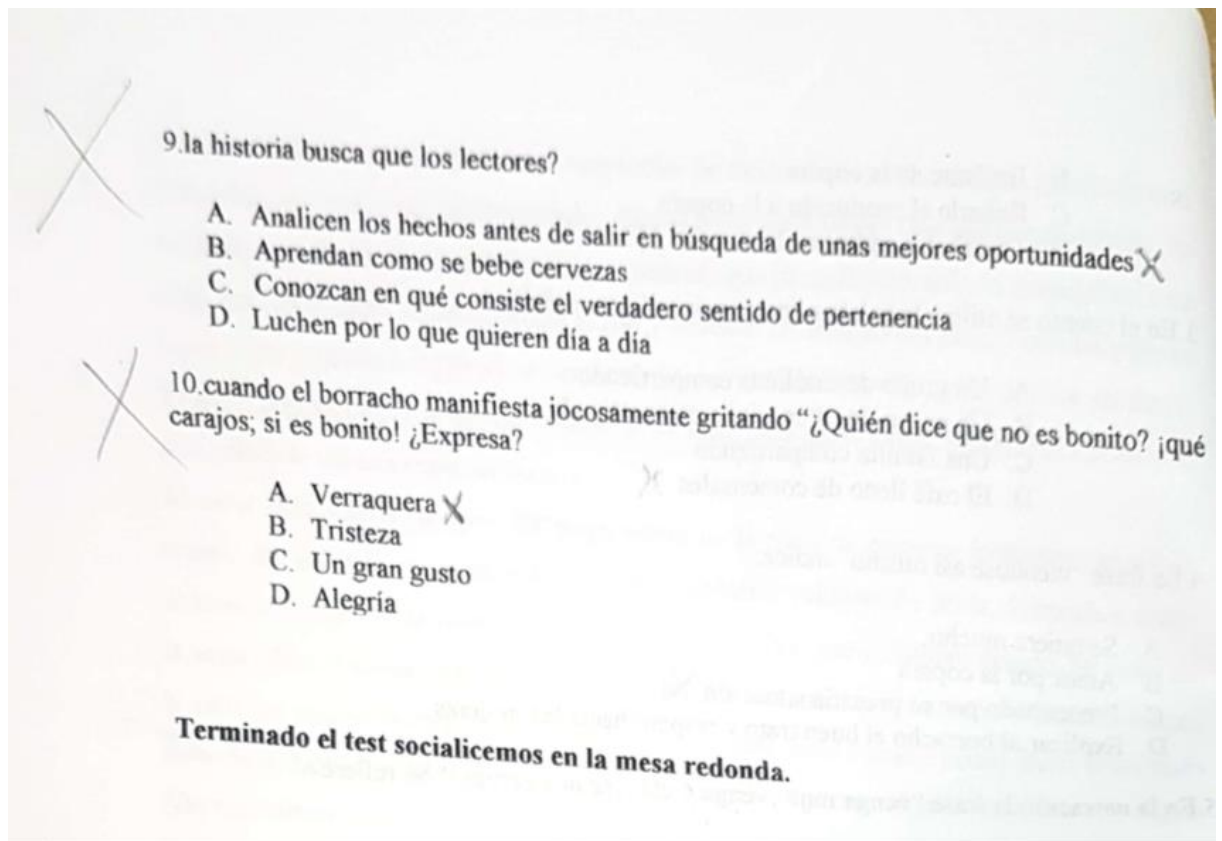 9.la historia busca que los lectores?
A. Analicen los hechos antes de salir en búsqueda de unas mejores oportunidades
B. Aprendan como se bebe cervezas
C. Conozcan en qué consiste el verdadero sentido de pertenencia
D. Luchen por lo que quieren día a día
10.cuando el borracho manifiesta jocosamente gritando “¿Quién dice que no es bonito? ¡qué
carajos; si es bonito! ¿Expresa?
A. Verraquera
B. Tristeza
C. Un gran gusto
D. Alegría
Terminado el test socialicemos en la mesa redonda.